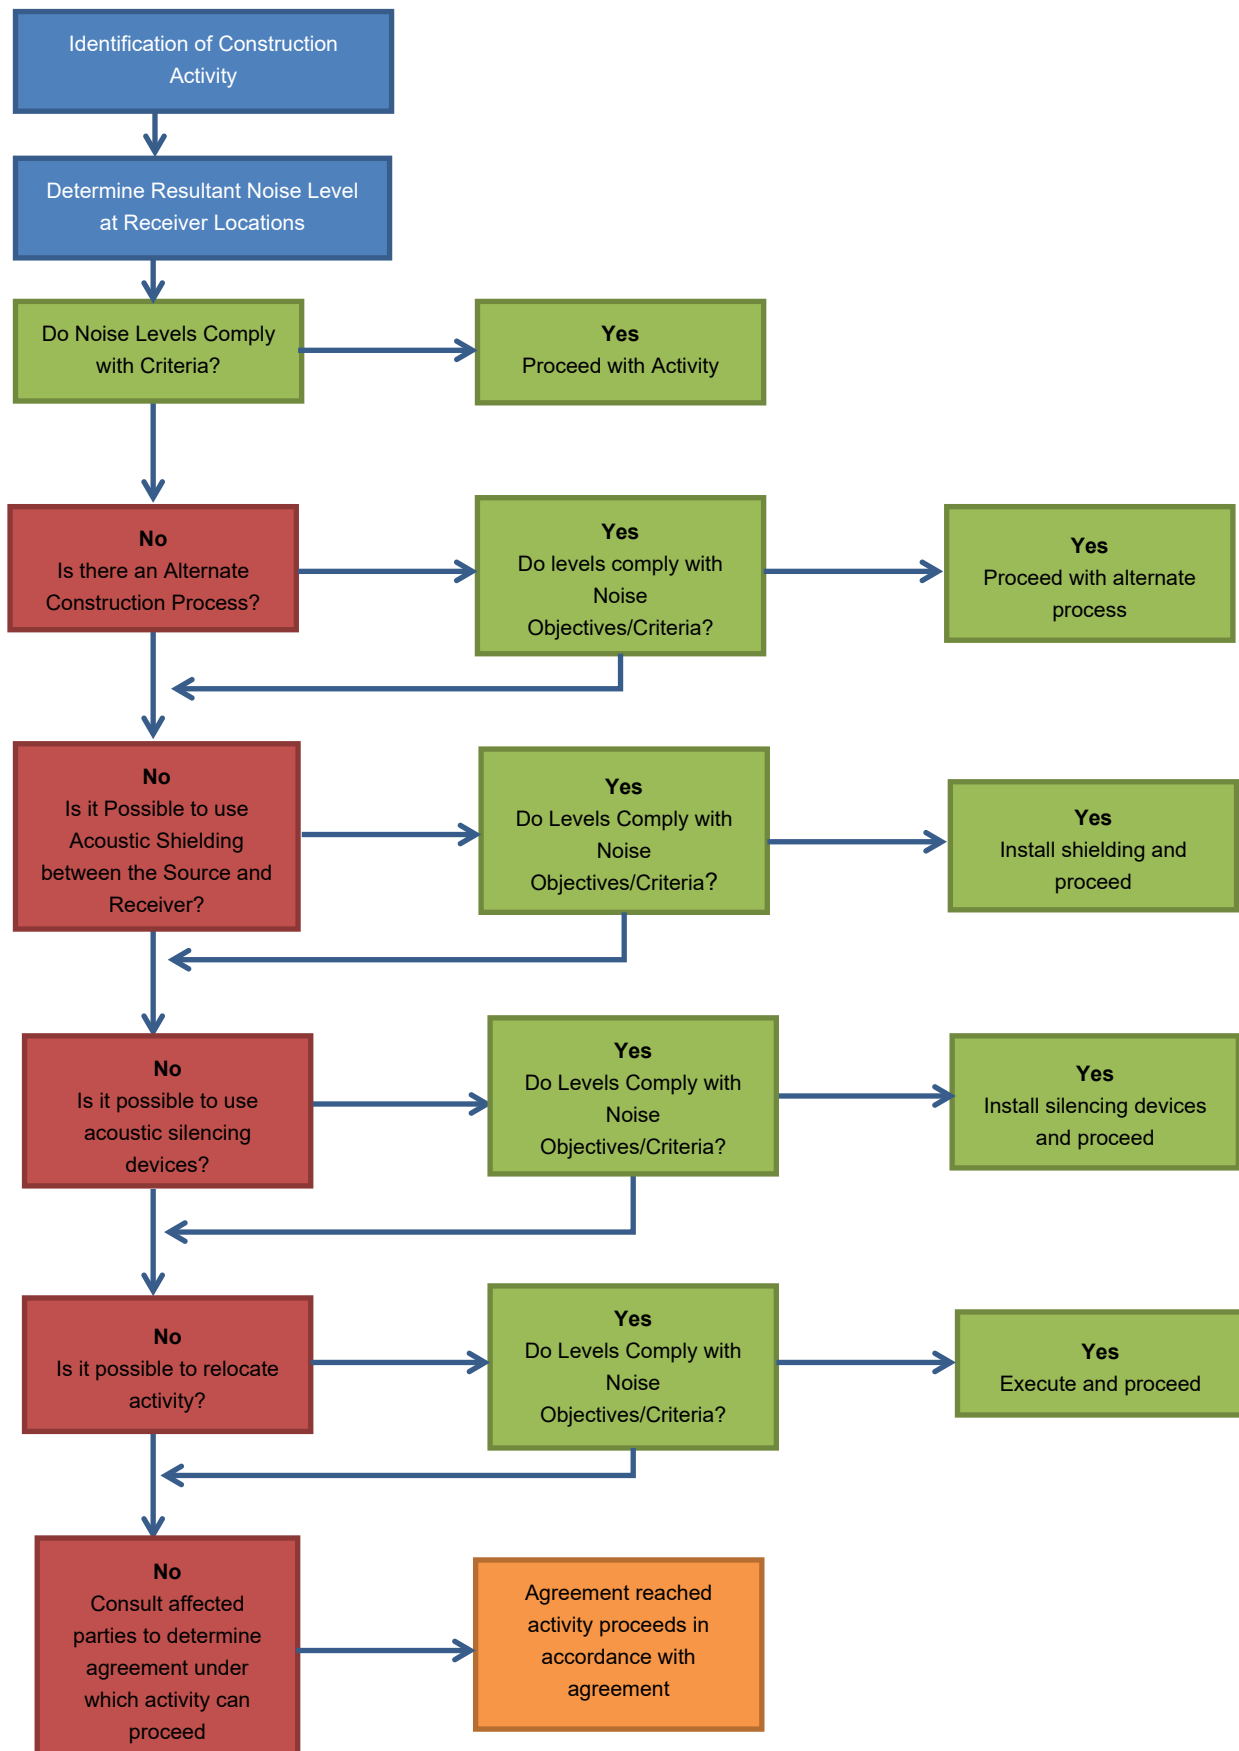 Identification of Construction
Activity
Determine Resultant Noise Level
at Receiver Locations
Do Noise Levels Comply
with Criteria?
Yes
Proceed with Activity
No
Is there an Alternate
Construction Process?
Yes
Do levels comply with
Noise
Objectives/Criteria?
Yes
Proceed with alternate
process
No
Is it Possible to use
Acoustic Shielding
between the Source and
Receiver?
Yes
Do Levels Comply with
Noise
Objectives/Criteria?
Yes
Install shielding and
proceed
No
Is it possible to use
acoustic silencing
devices?
Yes
Do Levels Comply with
Noise
Objectives/Criteria?
Yes
Install silencing devices
and proceed
No
Is it possible to relocate
activity?
Yes
Do Levels Comply with
Noise
Objectives/Criteria?
Yes
Execute and proceed
No
Consult affected
parties to determine
agreement under
which activity can
proceed
Agreement reached
activity proceeds in
accordance with
agreement